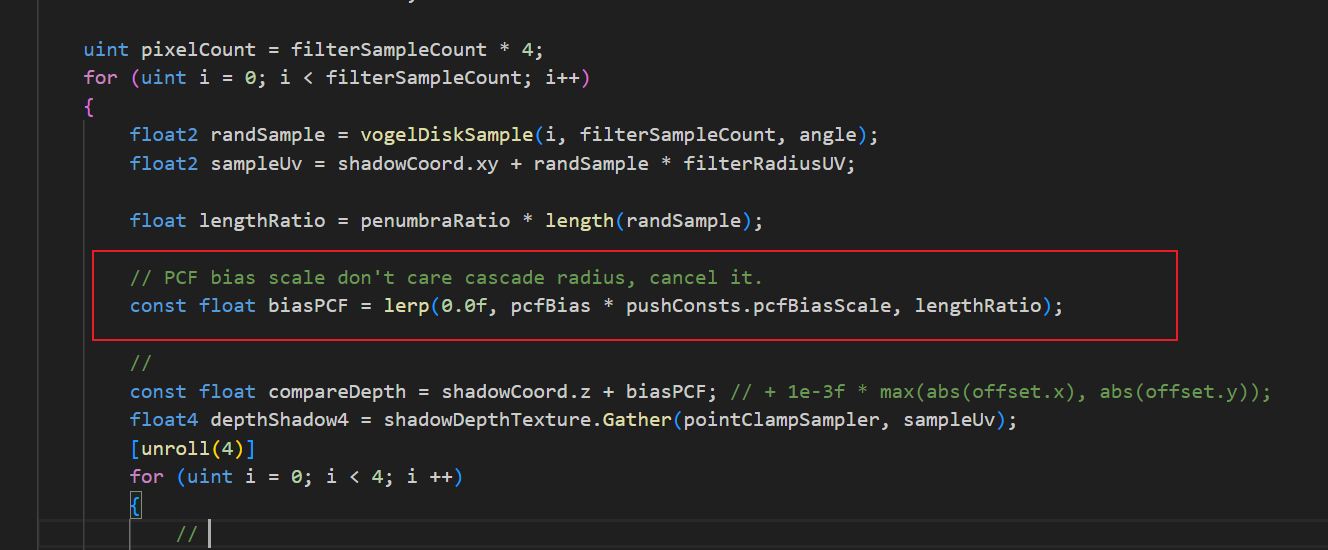 uint pixelCount = filterSampleCount * 4;
for (uint i = 0; i < filterSampleCount; i++)
{
float2 randSample = vogelDiskSample(i, filterSampleCount, angle);
float2 sampleUv = shadowCoord.xy + randSample * filterRadiusUV;
float lengthRatio = penumbraRatio * length(randSample);
// PCF bias scale don't care cascade radius, cancel it.
const float biasPCF = lerp(0.0f, pcfBias * pushConsts.pcfBiasScale, lengthRatio);
//
const float compareDepth = shadowCoord.z + biasPCF; // + 1e-3f * max(abs(offset.x), abs(offset.y));
float4 depthShadow4 = shadowDepthTexture.Gather(pointClampSampler, sampleUv);
[unroll(4)]
for (uint i = 0; i < 4; i ++)
{
//